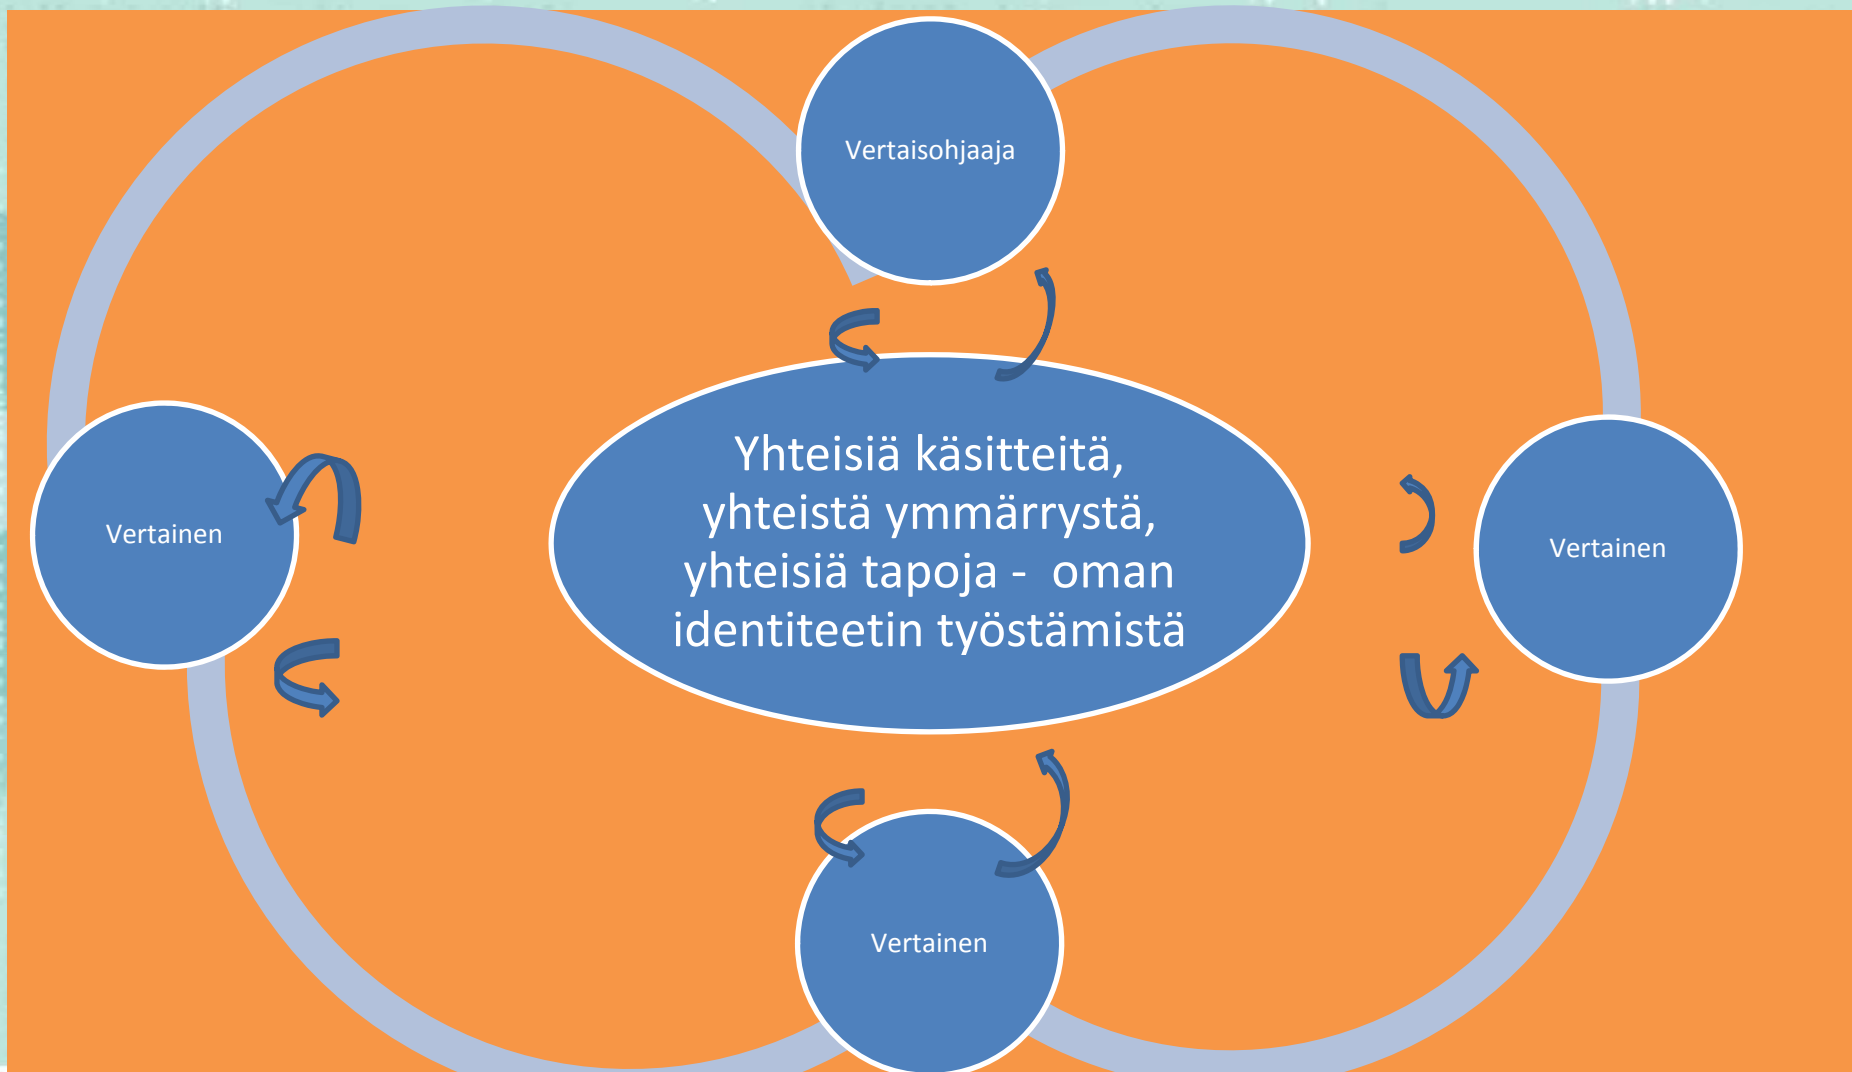 Vertaisohjaaja
Yhteisiä käsitteitä,
yhteistä ymmärrystä,
yhteisiä tapoja -  oman
identiteetin työstämistä
Vertainen
Vertainen
Vertainen